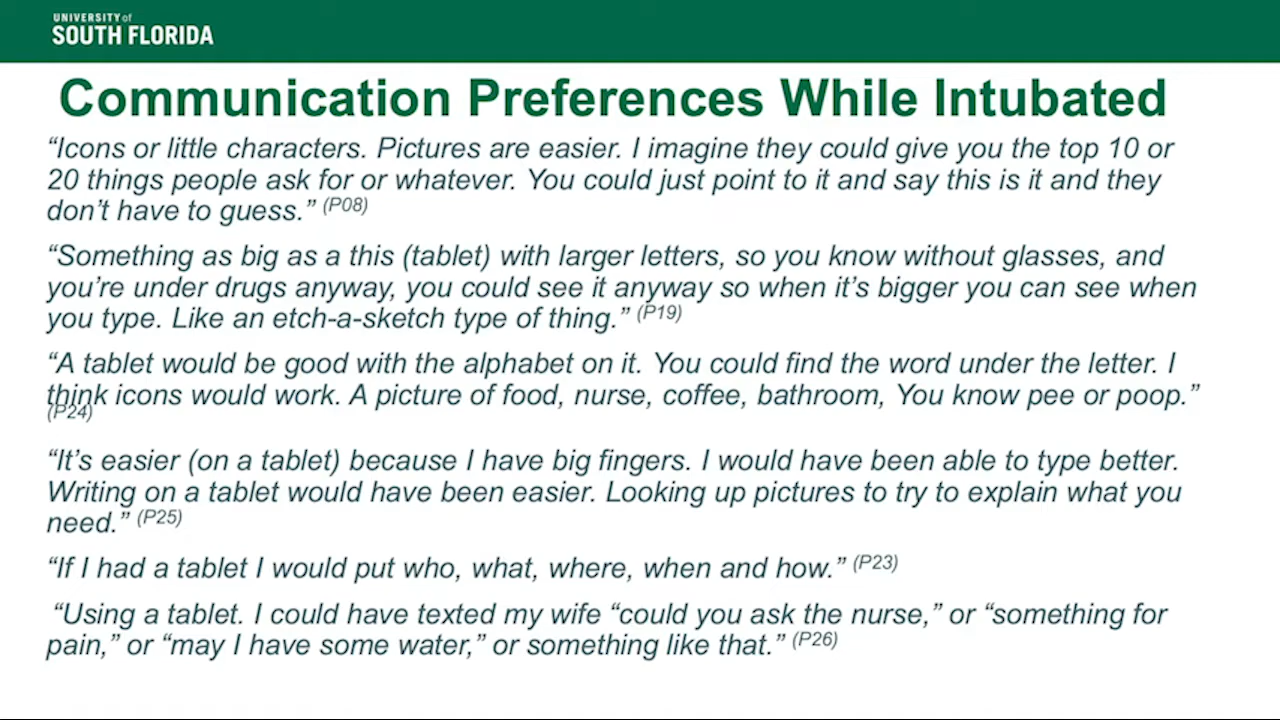 UNIVERSITY of
SOUTH FLORIDA
Communication Preferences While Intubated
“Icons or little characters. Pictures are easier. I imagine they could give you the top 10 or
20 things people ask for or whatever. You could just point to it and say this is it and they
don’t have to guess.” (P08)
“Something as big as a this (tablet) with larger letters, so you know without glasses, and
you’re under drugs anyway, you could see it anyway so when it’s bigger you can see when
you type. Like an etch-a-sketch type of thing.” (P19)
“A tablet would be good with the alphabet on it. You could find the word under the letter. I
think icons would work. A picture of food, nurse, coffee, bathroom, You know pee or poop.”
(P24)
“It’s easier (on a tablet) because I have big fingers. I would have been able to type better.
Writing on a tablet would have been easier. Looking up pictures to try to explain what you
need.” (P25)
“If I had a tablet I would put who, what, where, when and how.” (P23)
“Using a tablet. I could have texted my wife “could you ask the nurse,” or “something for
pain,” or “may I have some water,” or something like that.” (P26)